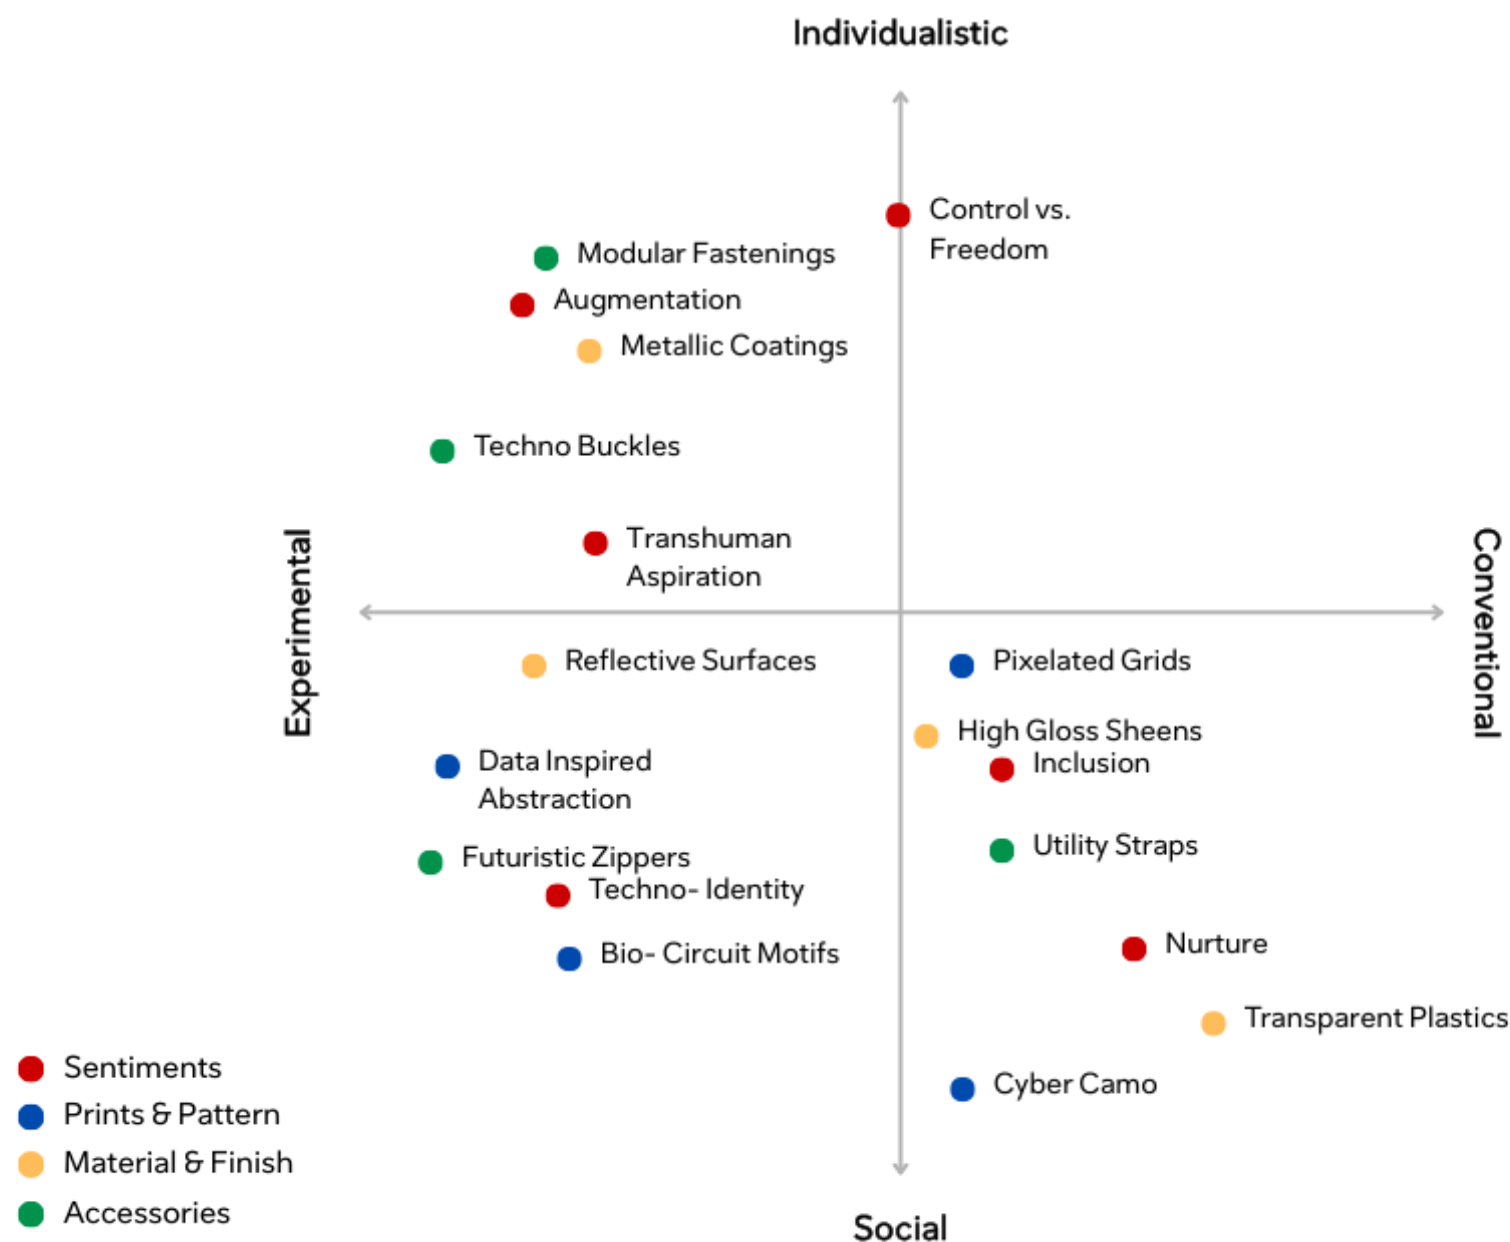 Individualistic
Control vs.
Freedom
Modular Fastenings
Augmentation
Metallic Coatings
Techno Buckles
Transhuman
Aspiration
Experimental
Conventional
Reflective Surfaces
Pixelated Grids
High Gloss Sheens
Inclusion
Data Inspired
Abstraction
Utility Straps
Futuristic Zippers
Techno- Identity
Bio- Circuit Motifs
Nurture
Transparent Plastics
Cyber Camo
Sentiments
Prints & Pattern
Material & Finish
Accessories
Social